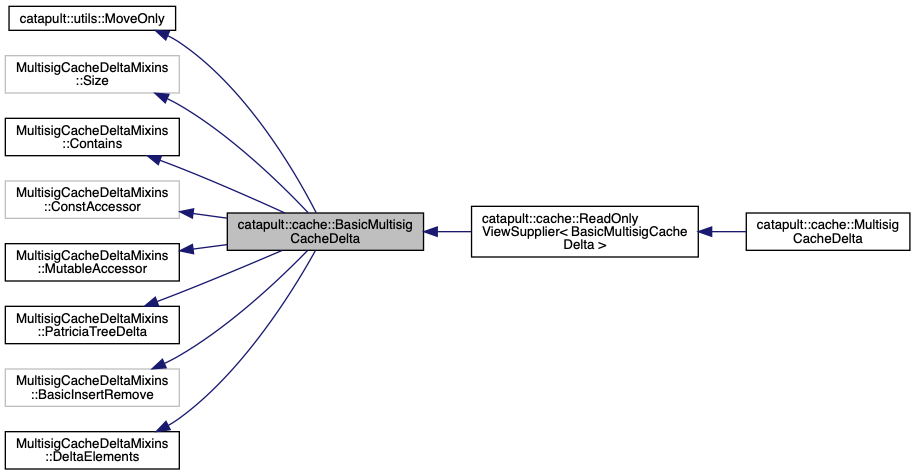 catapult::utils::MoveOnly
MultisigCacheDeltaMixins
::Size
MultisigCacheDeltaMixins
::Contains
MultisigCacheDeltaMixins
::ConstAccessor
MultisigCacheDeltaMixins
::MutableAccessor
MultisigCacheDeltaMixins
::PatriciaTreeDelta
MultisigCacheDeltaMixins
::BasicInsertRemove
MultisigCacheDeltaMixins
::DeltaElements
catapult::cache::BasicMultisig
CacheDelta
catapult::cache::ReadOnly
ViewSupplier< BasicMultisigCache
Delta >
catapult::cache::Multisig
CacheDelta